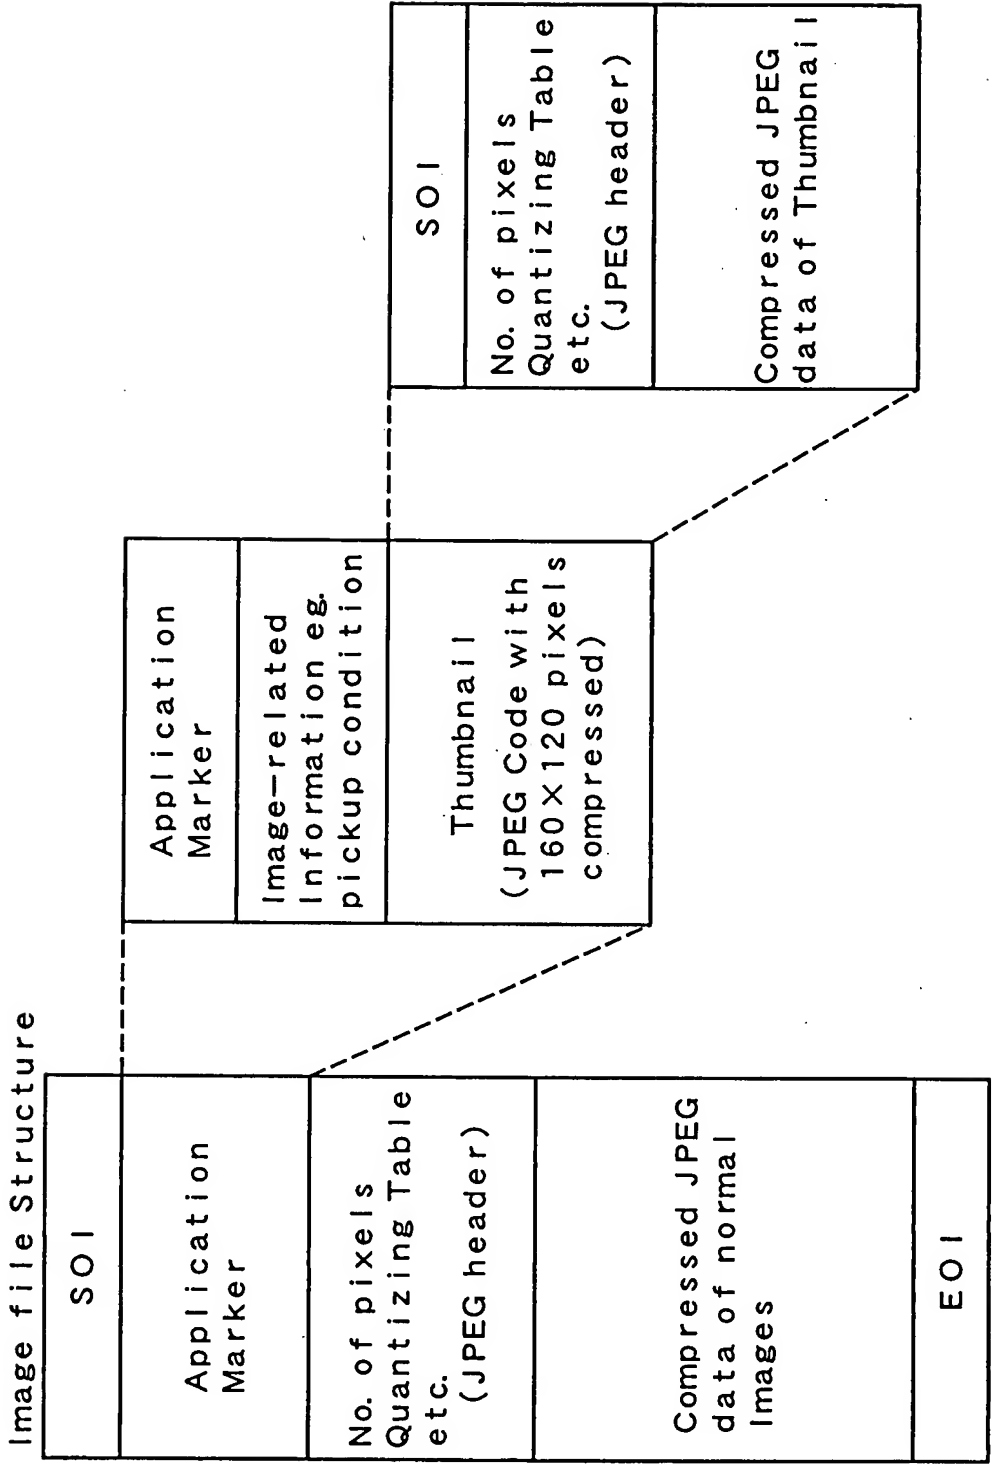 Image file Structure
SOI
Application
Marker
No. of pixels
Quantizing Table
etc.
(JPEG header)
Compressed JPEG
data of normal
Images
EOI
Application
Marker
Image-related
Information eg.
pickup condition
Thumbnail
(JPEG Code with
160×120 pixels
compressed)
SOI
No. of pixels
Quantizing Table
etc.
(JPEG header)
Compressed JPEG
data of Thumbnail